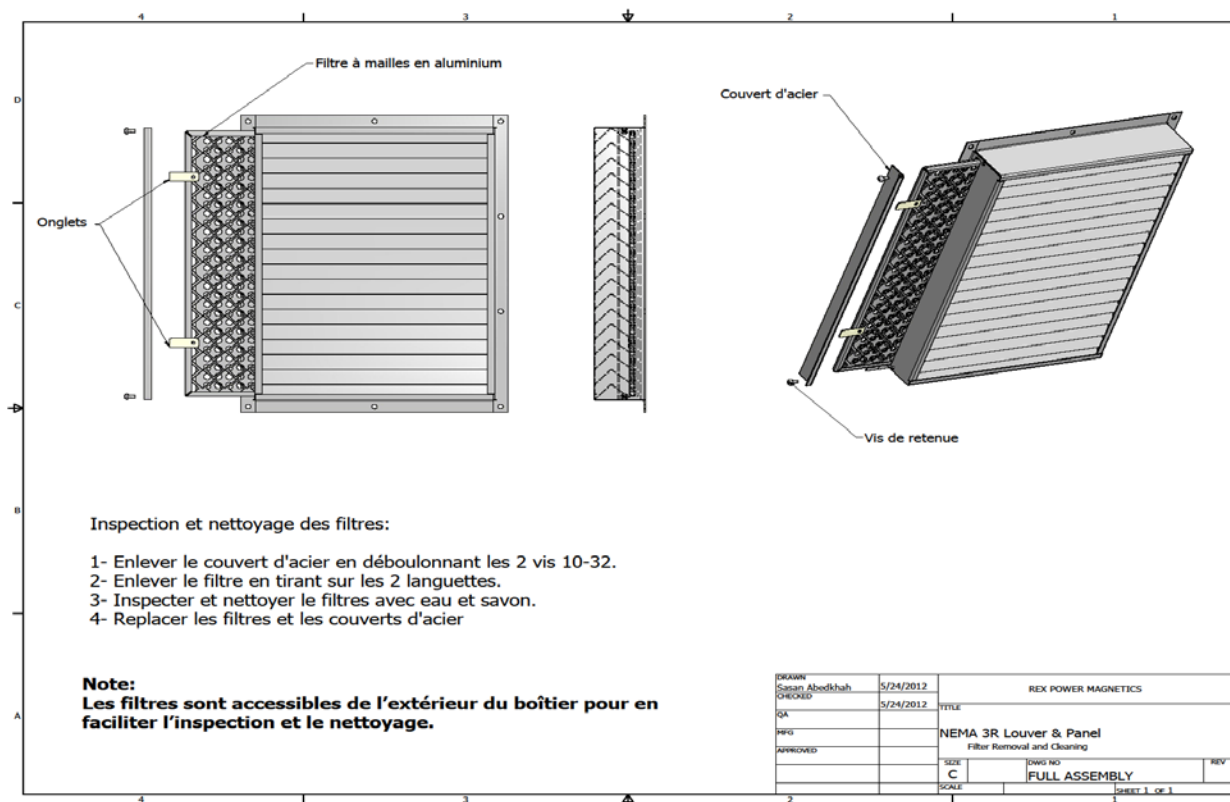 4 3 2 1
Filtre à mailles en aluminium
Couvert d'acier
D
Onglets
C
Vis de retenue
B
Inspection et nettoyage des filtres:
1- Enlever le couvert d'acier en déboulonnant les 2 vis 10-32.
2- Enlever le filtre en tirant sur les 2 languettes.
3- Inspecter et nettoyer le filtres avec eau et savon.
4- Replacer les filtres et les couverts d'acier
Note:
Les filtres sont accessibles de l'extérieur du boîtier pour en
faciliter l'inspection et le nettoyage.
A
DRAWN
Sasan Abedkhah 5/24/2012
CHECKED
5/24/2012
QA
MFG
APPROVED
REX POWER MAGNETICS
TITLE
NEMA 3R Louver & Panel
Filter Removal and Cleaning
SIZE
C
DWG NO
FULL ASSEMBLY
REV
SCALE
SHEET 1 OF 1
4 3 2 1